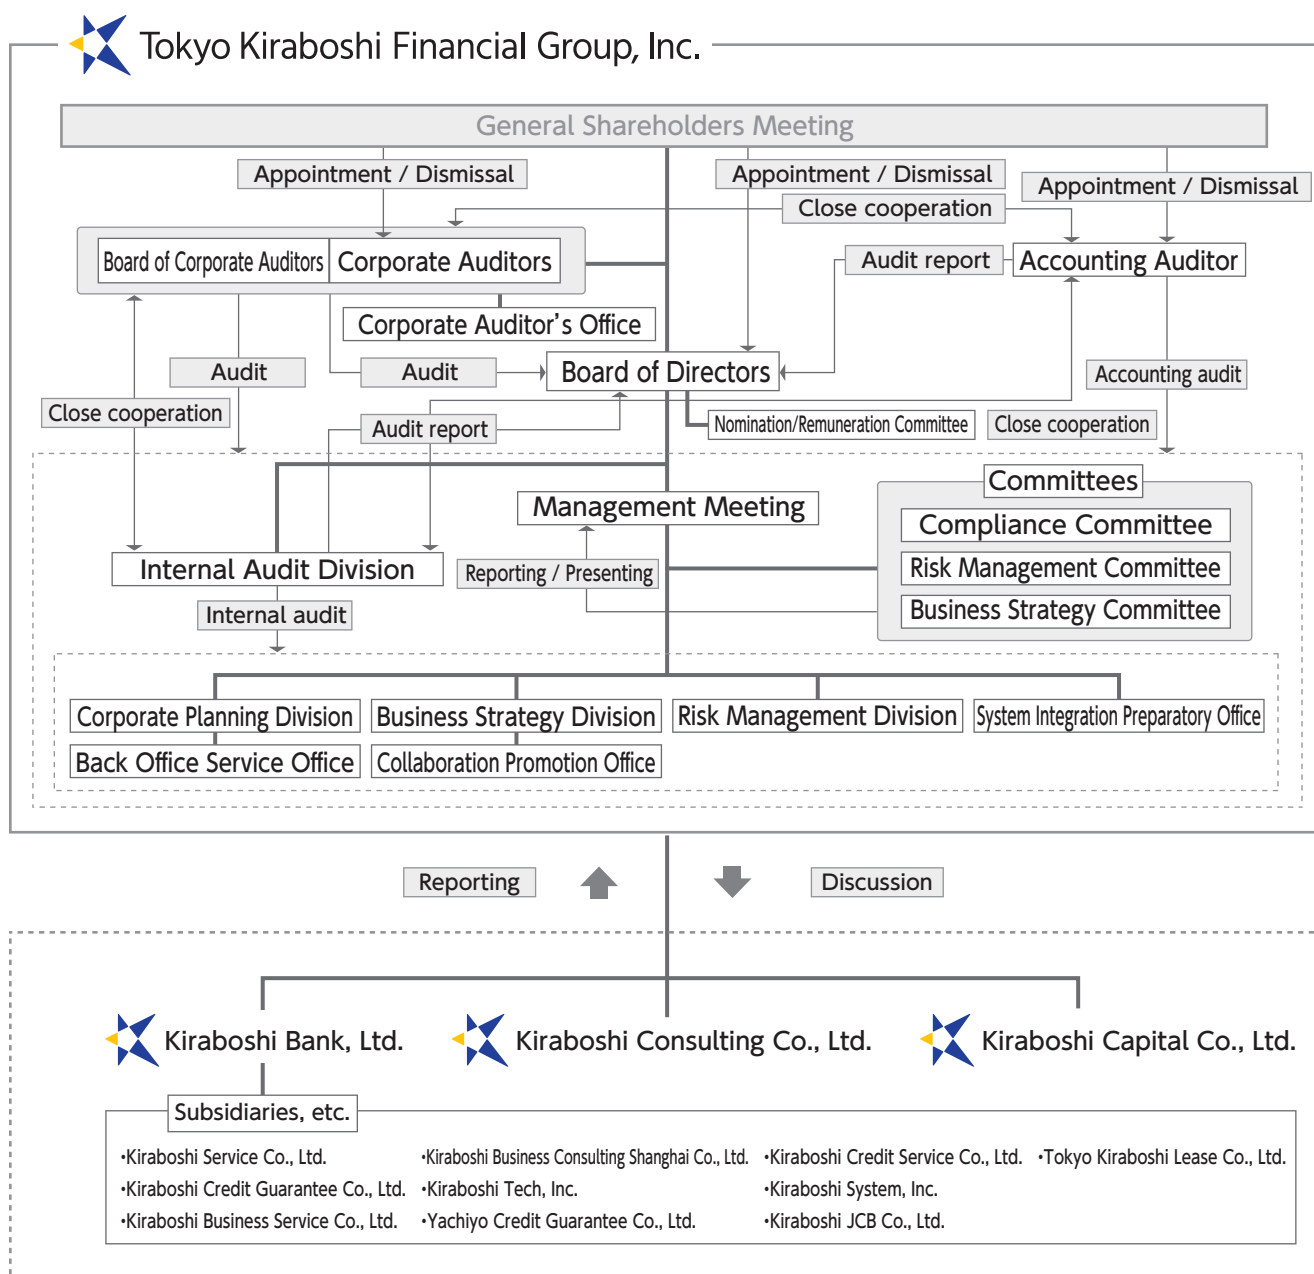 Tokyo Kiraboshi Financial Group, Inc.
General Shareholders Meeting
Appointment / Dismissal
Appointment / Dismissal
Appointment / Dismissal
Close cooperation
Board of Corporate Auditors
Corporate Auditors
Audit report
Accounting Auditor
Corporate Auditor's Office
Audit
Audit
Board of Directors
Accounting audit
Close cooperation
Audit report
Nomination/Remuneration Committee
Close cooperation
Committees
Management Meeting
Compliance Committee
Internal Audit Division
Reporting / Presenting
Risk Management Committee
Internal audit
Business Strategy Committee
Corporate Planning Division
Business Strategy Division
Risk Management Division
System Integration Preparatory Office
Back Office Service Office
Collaboration Promotion Office
Reporting
Discussion
Kiraboshi Bank, Ltd.
Kiraboshi Consulting Co., Ltd.
Kiraboshi Capital Co., Ltd.
Subsidiaries, etc.
・Kiraboshi Service Co., Ltd.
・Kiraboshi Business Consulting Shanghai Co., Ltd.
・Kiraboshi Credit Service Co., Ltd.
・Tokyo Kiraboshi Lease Co., Ltd.
・Kiraboshi Credit Guarantee Co., Ltd.
・Kiraboshi Tech, Inc.
・Kiraboshi System, Inc.
・Kiraboshi Business Service Co., Ltd.
・Yachiyo Credit Guarantee Co., Ltd.
・Kiraboshi JCB Co., Ltd.